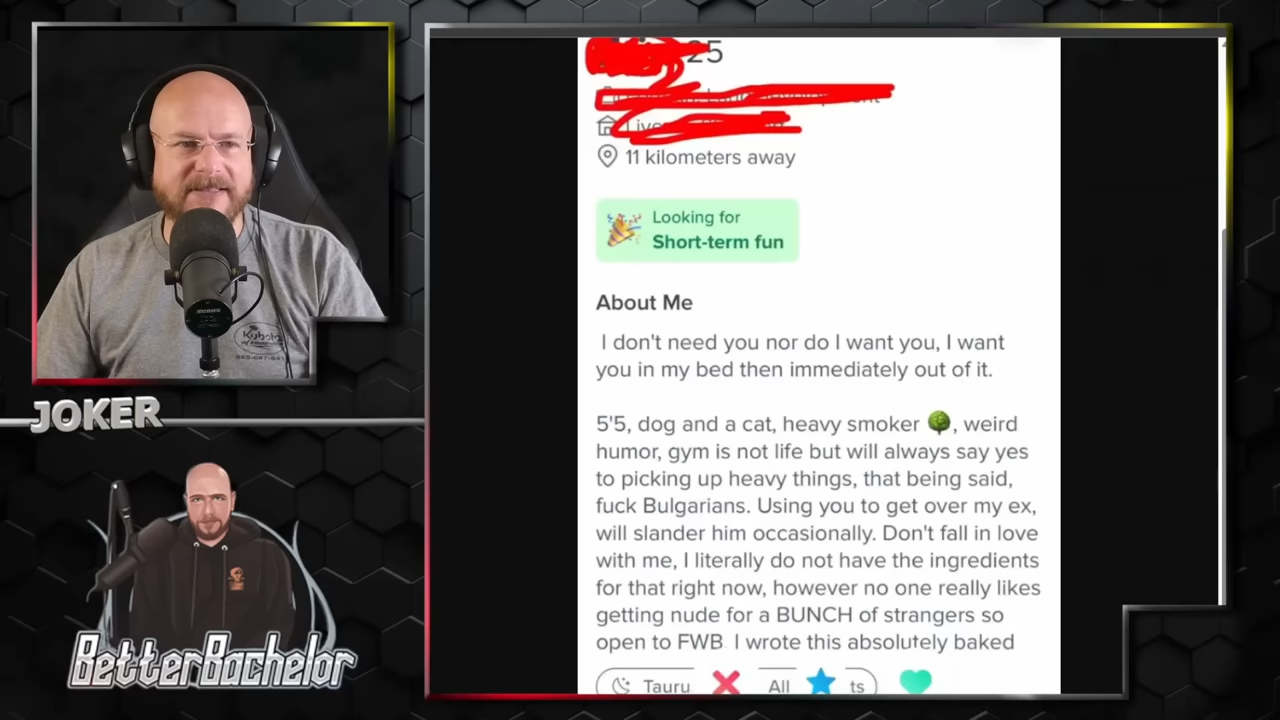 25
11 kilometers away
Looking for
Short-term fun
About Me
I don't need you nor do I want you, I want
you in my bed then immediately out of it.
5'5, dog and a cat, heavy smoker 🌳, weird
humor, gym is not life but will always say yes
to picking up heavy things, that being said,
fuck Bulgarians. Using you to get over my ex,
will slander him occasionally. Don't fall in love
with me, I literally do not have the ingredients
for that right now, however no one really likes
getting nude for a BUNCH of strangers so
open to FWB. I wrote this absolutely baked
Tauru
All
ts
Kubota
JOKER
BetterBachelor